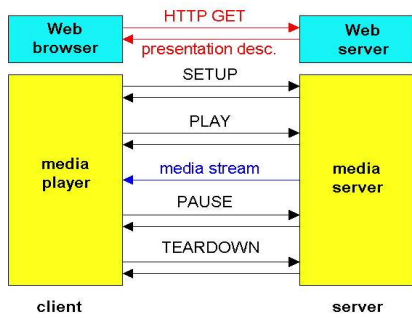 HTTP GET
Web
browser
Web
server
presentation desc.
SETUP
PLAY
media
player
media stream
media
server
PAUSE
TEARDOWN
client
server